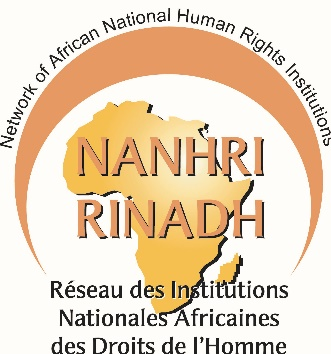 Network of African National Human Rights Institutions
NANHRI
RINADH
Réseau des Institutions
Nationales Africaines
des Droits de l'Homme